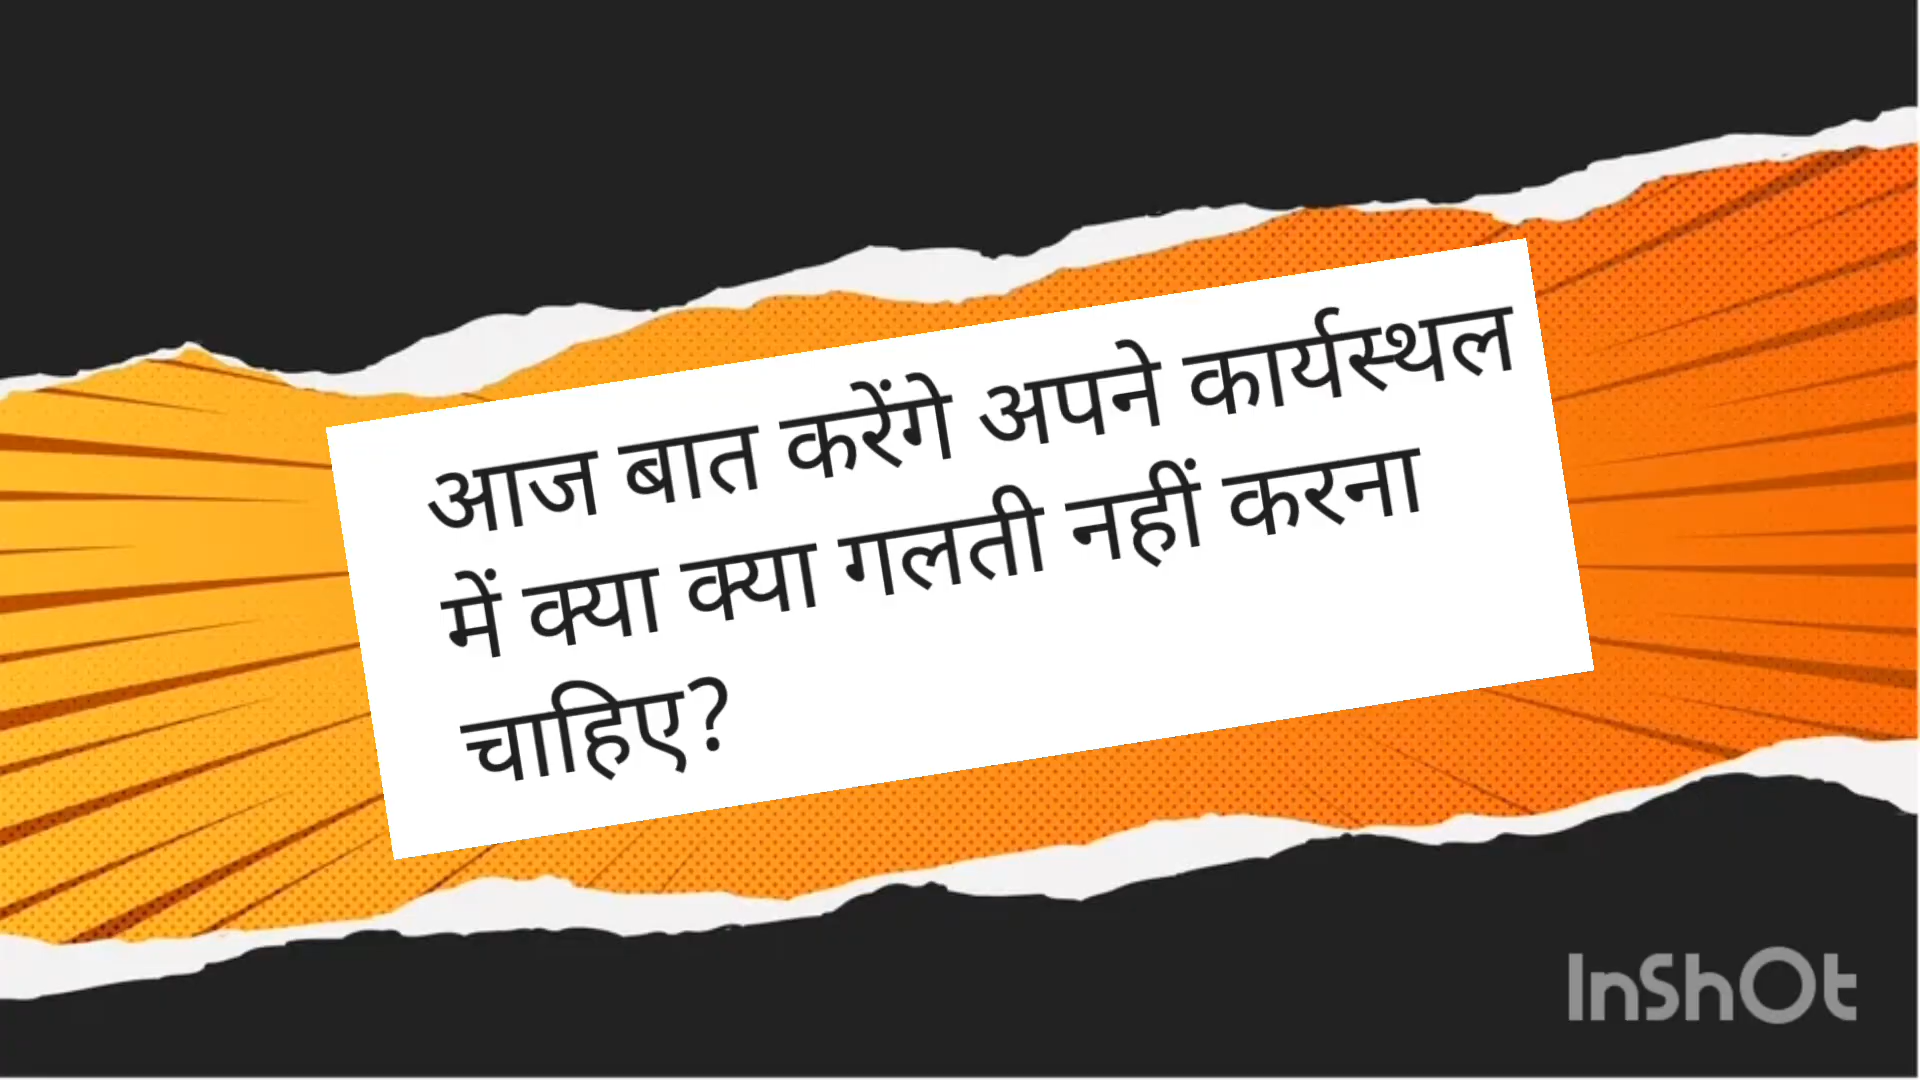 आज बात करेंगे अपने कार्यस्थल
में क्या क्या गलती नहीं करना
चाहिए?
InShOt